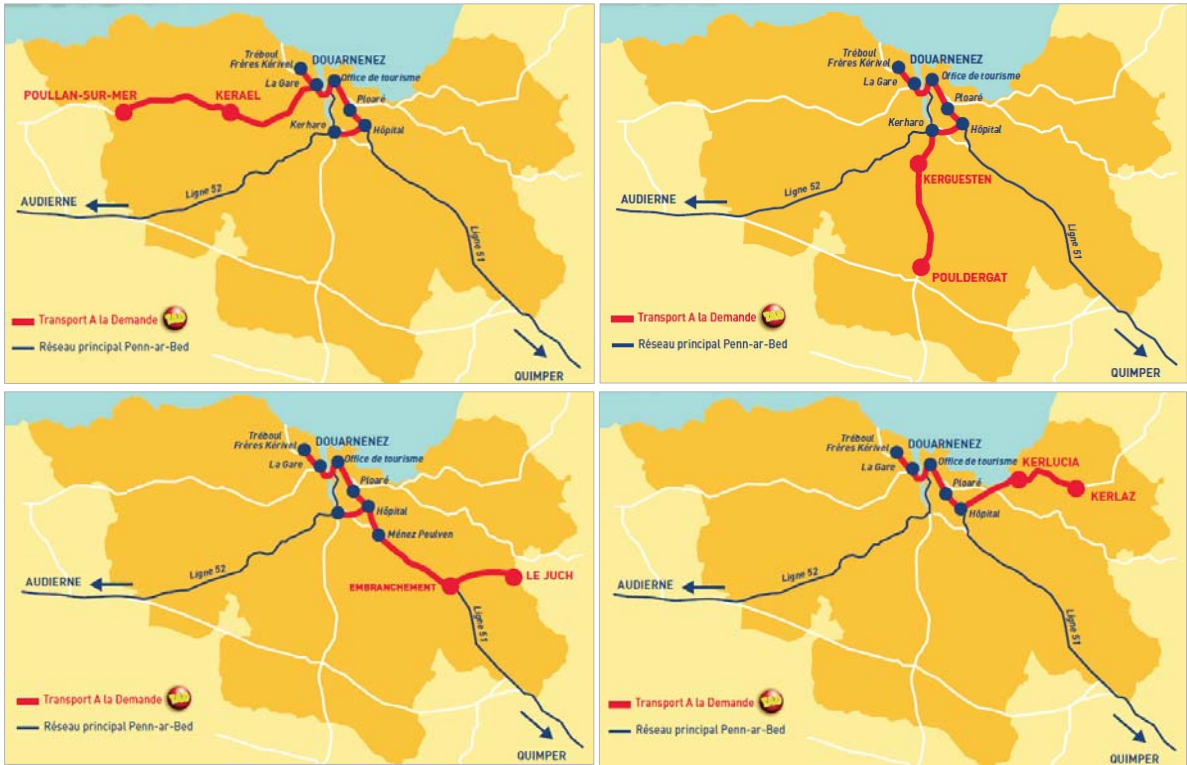 Tréboul
Frères Kérivel
DOUARNENEZ
Office de tourisme
La Gare
POULLAN-SUR-MER
KERAEL
Ploaré
Kerharo
Hôpital
Ligne 52
AUDIERNE
Ligne 51
Transport A la Demande
TAD
Réseau principal Penn-ar-Bed
QUIMPER
Tréboul
Frères Kérivel
DOUARNENEZ
Office de tourisme
La Gare
Ploaré
Kerharo
Hôpital
KERGUESTEN
Ligne 52
AUDIERNE
Ligne 51
POULDERGAT
Transport A la Demande
TAD
Réseau principal Penn-ar-Bed
QUIMPER
Tréboul
Frères Kérivel
DOUARNENEZ
Office de tourisme
La Gare
Ploaré
Hôpital
Ménez Peulven
Ligne 52
AUDIERNE
EMBRANCHEMENT
LE JUCH
Ligne 51
Transport A la Demande
TAD
Réseau principal Penn-ar-Bed
QUIMPER
Tréboul
Frères Kérivel
DOUARNENEZ
Office de tourisme
KERLUCIA
La Gare
Ploaré
KERLAZ
Hôpital
Ligne 52
AUDIERNE
Ligne 51
Transport A la Demande
TAD
Réseau principal Penn-ar-Bed
QUIMPER